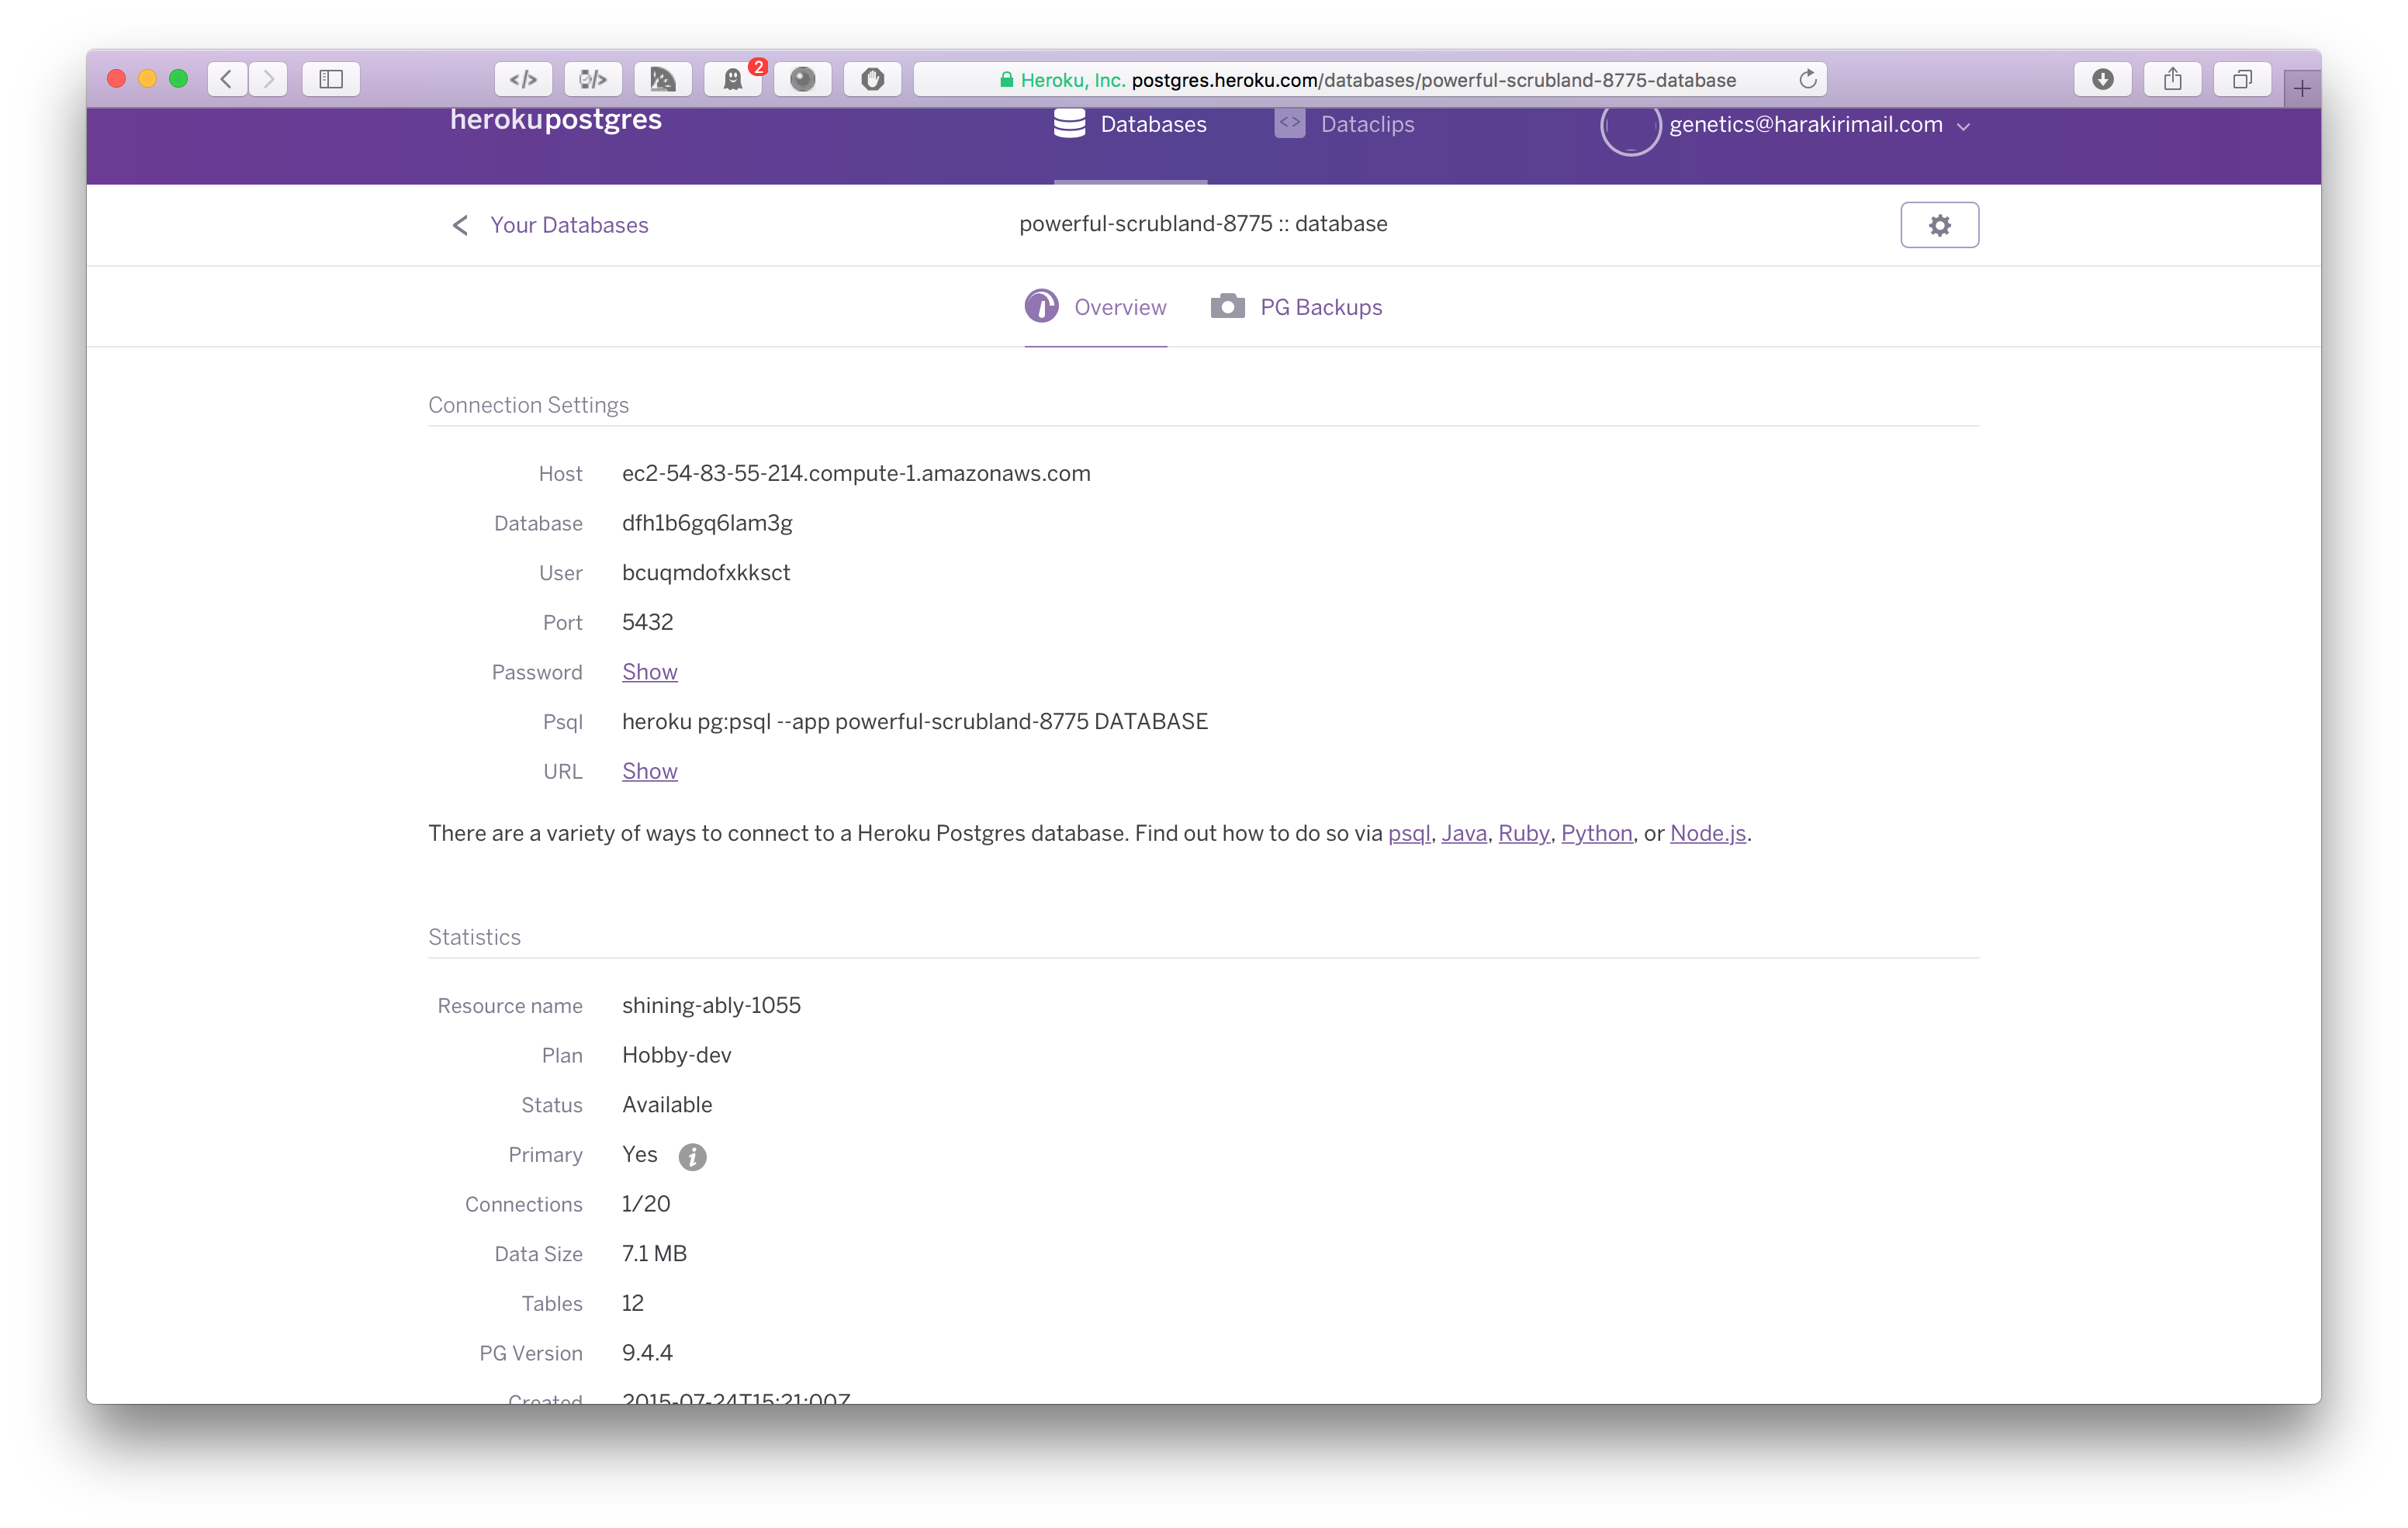 </> </> 2 Heroku, Inc. postgres.heroku.com/databases/powerful-scrubland-8775-database
herokupostgres Databases <> Dataclips genetics@harakirimail.com
Your Databases powerful-scrubland-8775 :: database
Overview PG Backups
Connection Settings
Host ec2-54-83-55-214.compute-1.amazonaws.com
Database dfh1b6gq6lam3g
User bcuqmdofxkksct
Port 5432
Password Show
Psql heroku pg:psql --app powerful-scrubland-8775 DATABASE
URL Show
There are a variety of ways to connect to a Heroku Postgres database. Find out how to do so via psql, Java, Ruby, Python, or Node.js.
Statistics
Resource name shining-ably-1055
Plan Hobby-dev
Status Available
Primary Yes i
Connections 1/20
Data Size 7.1 MB
Tables 12
PG Version 9.4.4
Created 2015-07-24T15:21:00Z